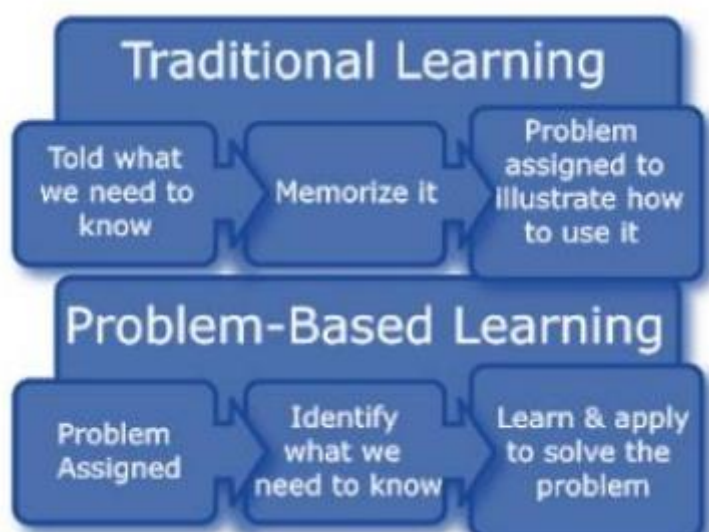 Traditional Learning
Told what
we need to
know
Memorize it
Problem
assigned to
illustrate how
to use it
Problem-Based Learning
Problem
Assigned
Identify
what we
need to know
Learn & apply
to solve the
problem